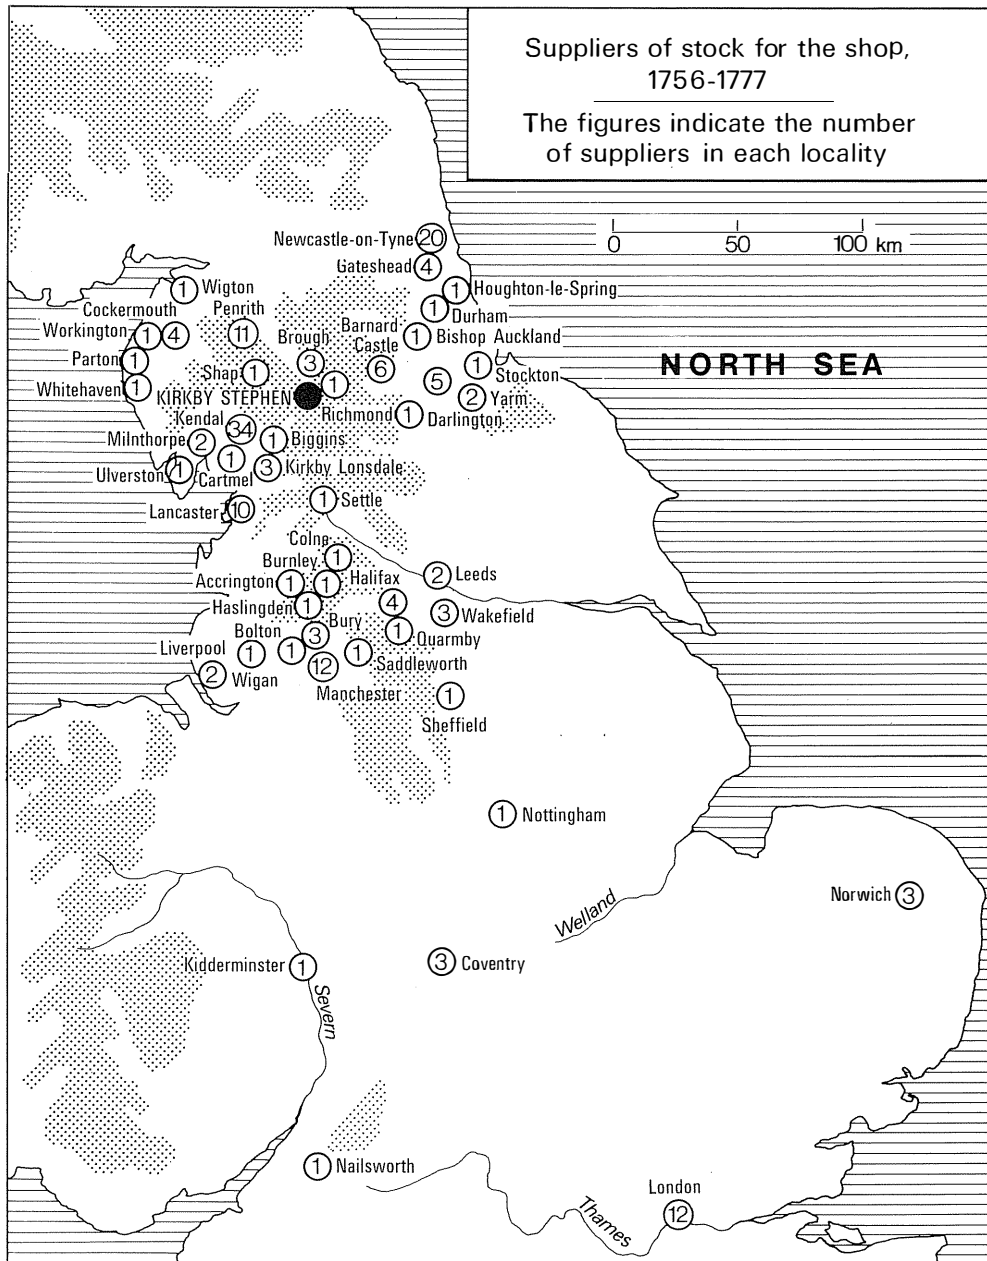 Suppliers of stock for the shop,
1756-1777
The figures indicate the number
of suppliers in each locality
0 50 100 km
Newcastle-on-Tyne 20
Gateshead 4
1 Wigton
1 Houghton-le-Spring
1 Durham
Cockermouth
Penrith
Workington 1 4
11
1 Bishop Auckland
Barnard
Castle
6
Brough
3
Parton 1
Shap 1
1 Stockton
NORTH SEA
Whitehaven 1
KIRKBY STEPHEN
1
5
2 Yarm
Richmond 1
Darlington
Kendal
34
Milnthorpe 2
1 Biggins
Ulverston 1
1
Cartmel
3 Kirkby Lonsdale
Lancaster 10
1 Settle
Colne
1
Burnley
1
Accrington 1
Halifax
4
2 Leeds
Haslingden 1
3 Wakefield
Bury
3
1 Quarmby
Bolton
1
1
1 Saddleworth
Liverpool
2
Wigan
12
Manchester
1
Sheffield
1 Nottingham
Norwich 3
Welland
Kidderminster 1
3 Coventry
Severn
1 Nailsworth
London
12
Thames